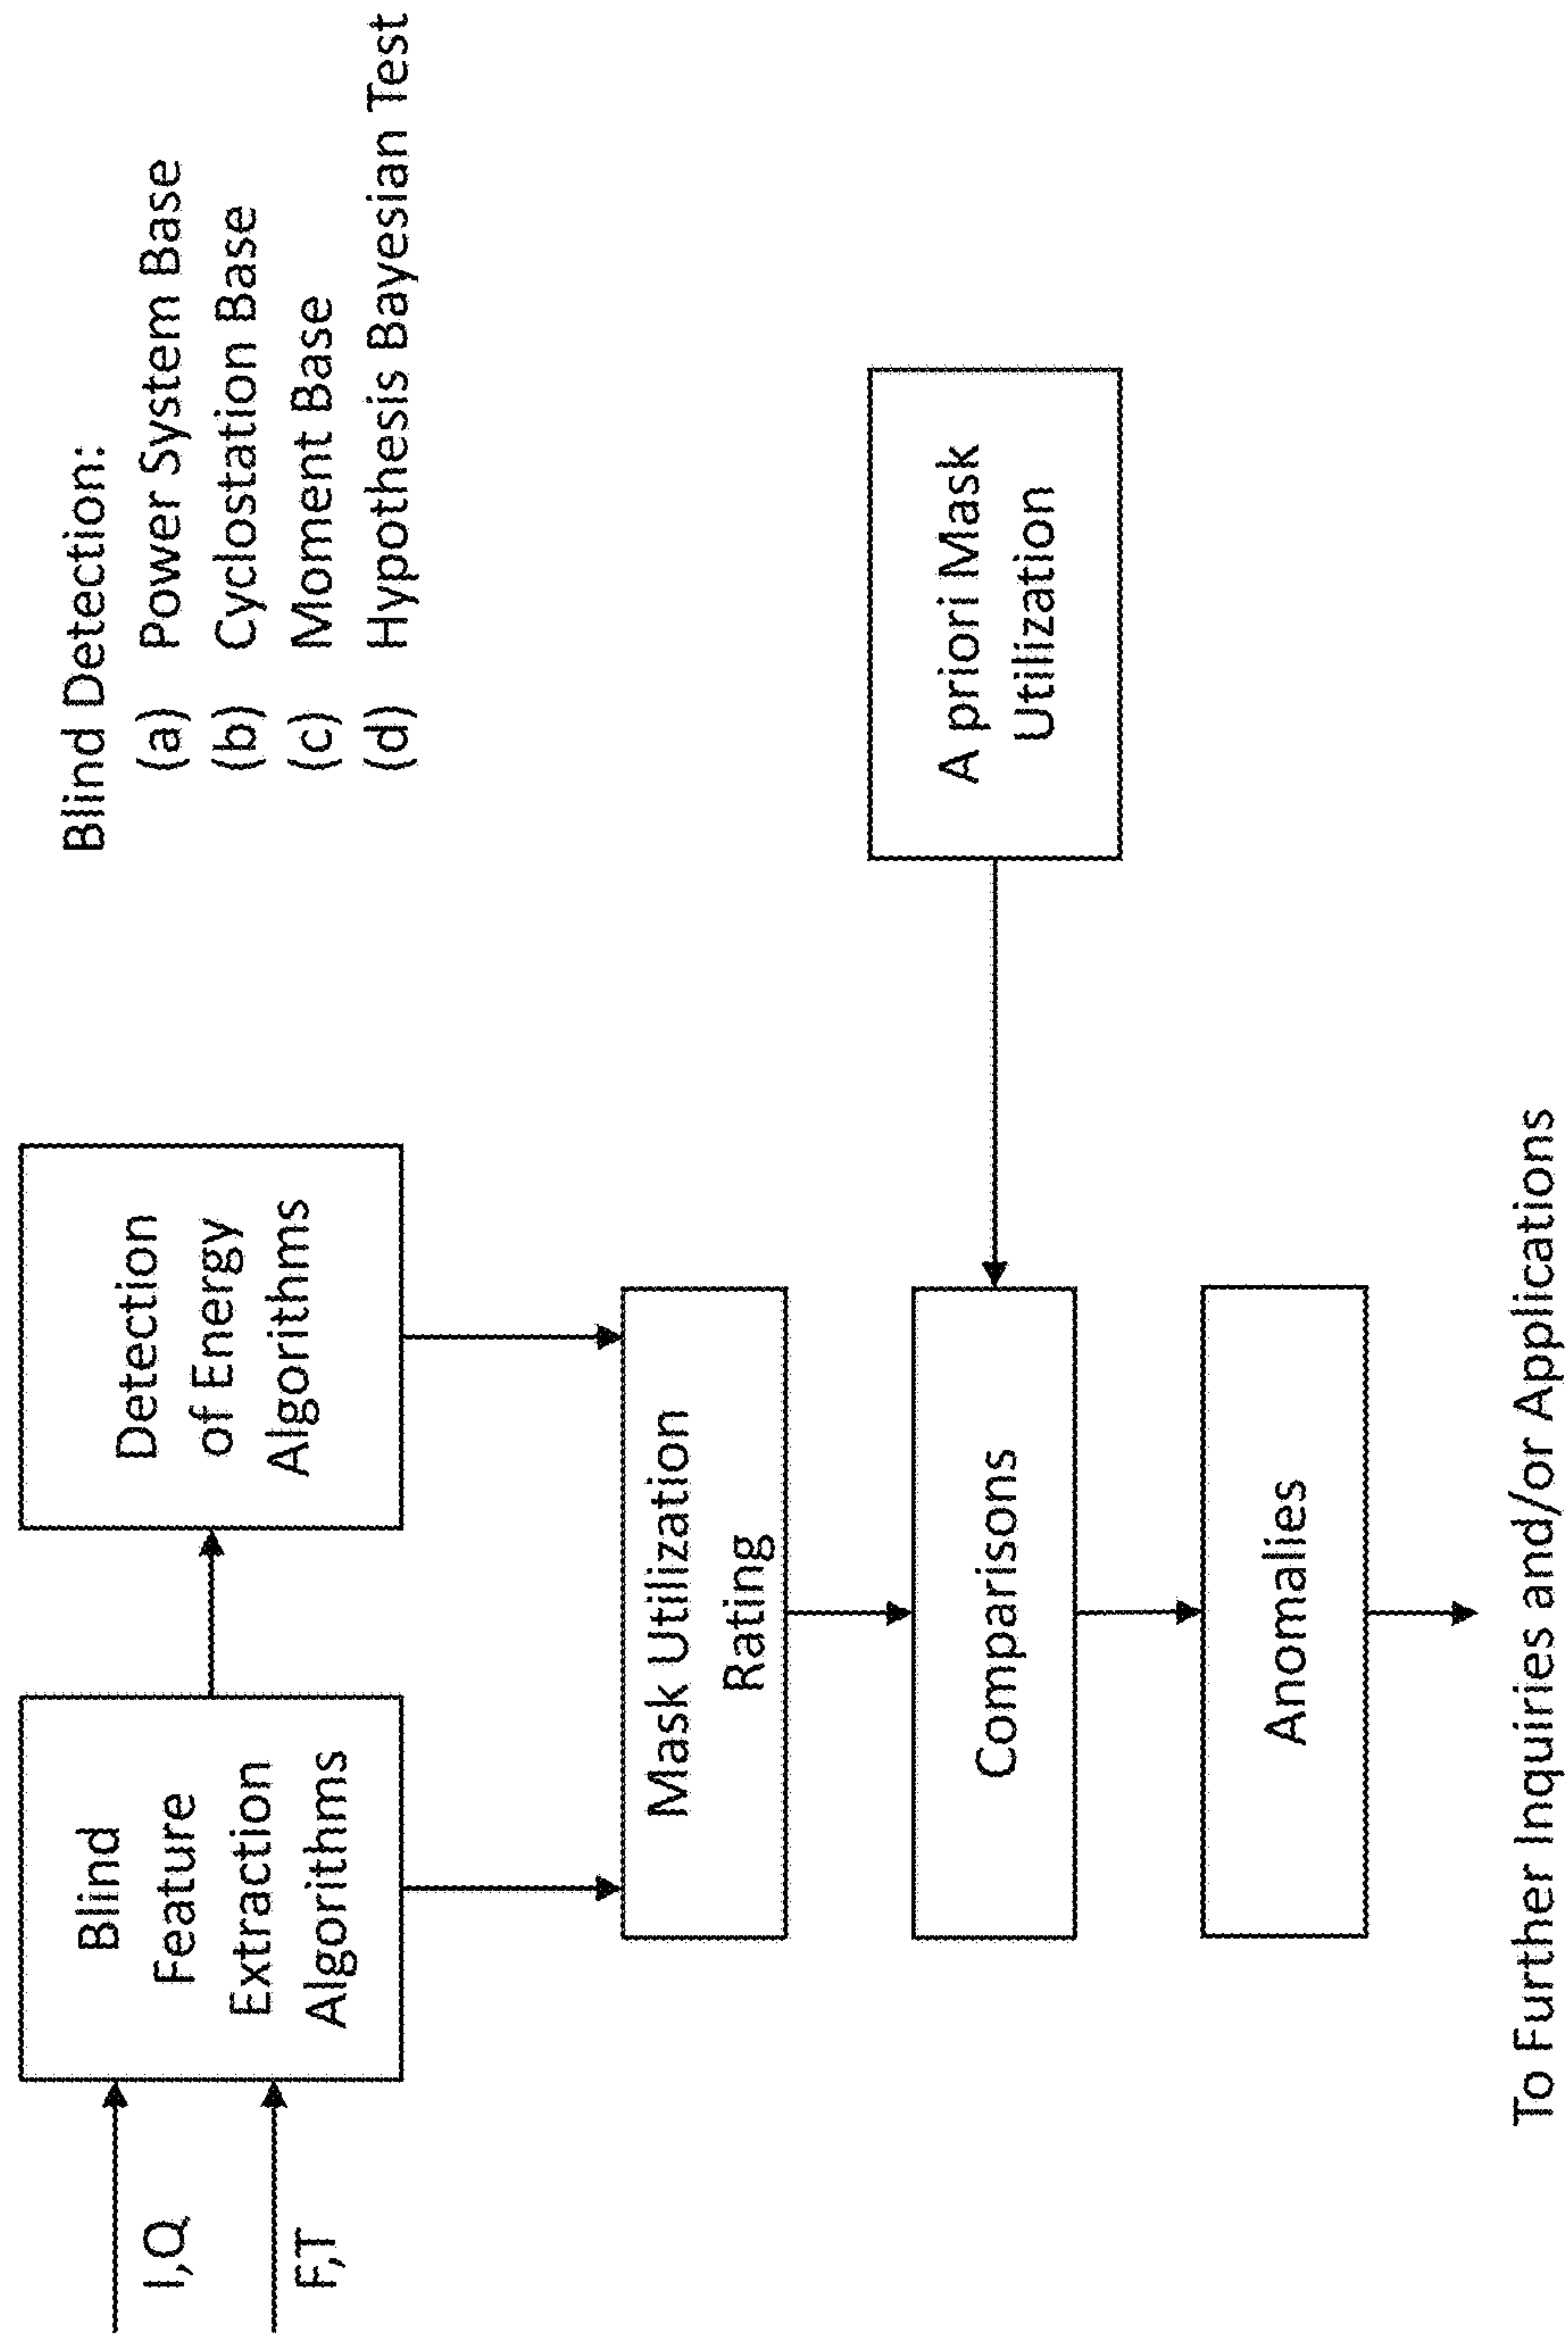 Blind Detection:
(a) Power System Base
(b) Cyclostation Base
(c) Moment Base
(d) Hypothesis Bayesian Test
I,Q
F,T
Blind
Feature
Extraction
Algorithms
Detection
of Energy
Algorithms
Mask Utilization
Rating
Comparisons
A priori Mask
Utilization
Anomalies
To Further Inquiries and/or Applications